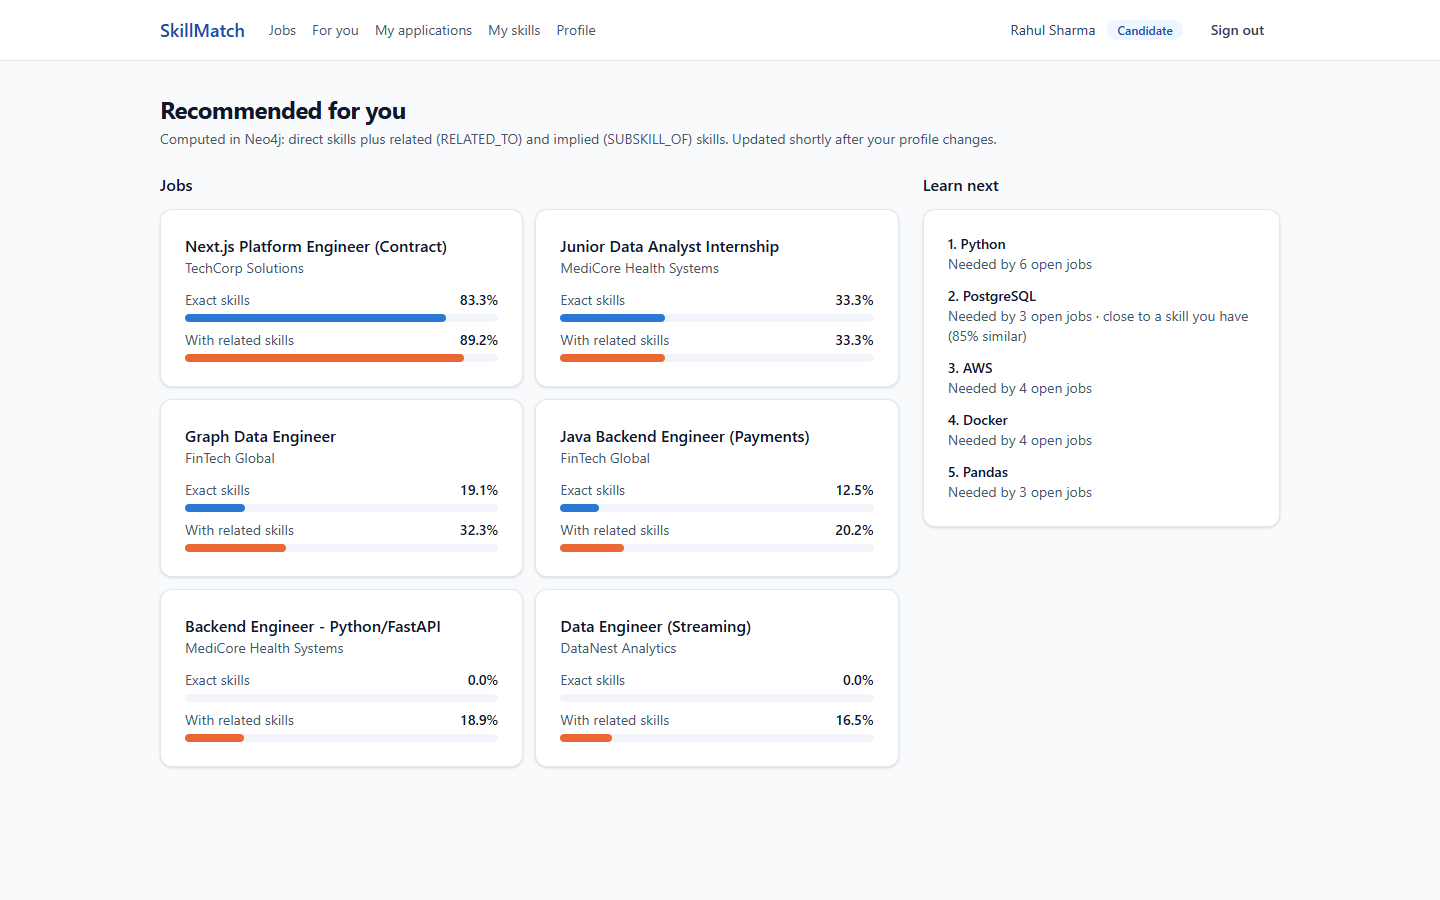 SkillMatch Jobs For you My applications My skills Profile Rahul Sharma Candidate Sign out
Recommended for you
Computed in Neo4j: direct skills plus related (RELATED_TO) and implied (SUBSKILL_OF) skills. Updated shortly after your profile changes.
Jobs
Next.js Platform Engineer (Contract)
TechCorp Solutions
Exact skills 83.3%
With related skills 89.2%
Junior Data Analyst Internship
MediCore Health Systems
Exact skills 33.3%
With related skills 33.3%
Graph Data Engineer
FinTech Global
Exact skills 19.1%
With related skills 32.3%
Java Backend Engineer (Payments)
FinTech Global
Exact skills 12.5%
With related skills 20.2%
Backend Engineer - Python/FastAPI
MediCore Health Systems
Exact skills 0.0%
With related skills 18.9%
Data Engineer (Streaming)
DataNest Analytics
Exact skills 0.0%
With related skills 16.5%
Learn next
1. Python
Needed by 6 open jobs
2. PostgreSQL
Needed by 3 open jobs · close to a skill you have
(85% similar)
3. AWS
Needed by 4 open jobs
4. Docker
Needed by 4 open jobs
5. Pandas
Needed by 3 open jobs